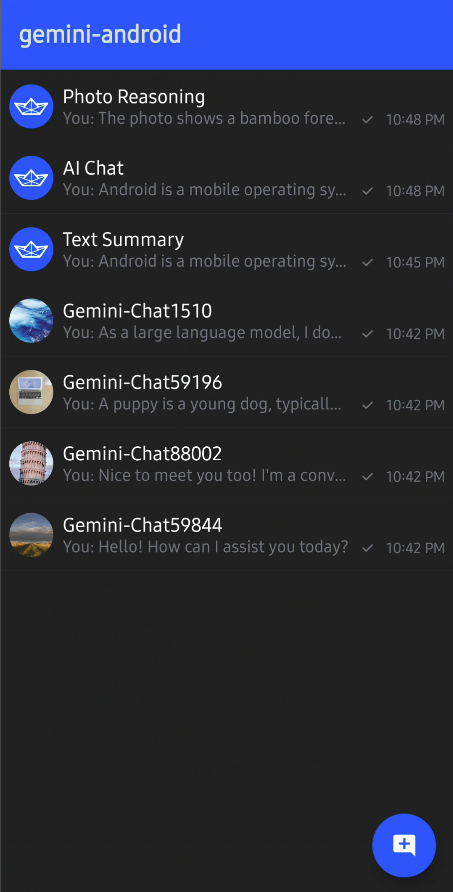 gemini-android
Photo Reasoning
You: The photo shows a bamboo fore... 10:48 PM
AI Chat
You: Android is a mobile operating sy... 10:48 PM
Text Summary
You: Android is a mobile operating sy... 10:45 PM
Gemini-Chat1510
You: As a large language model, I do... 10:42 PM
Gemini-Chat59196
You: A puppy is a young dog, typicall... 10:42 PM
Gemini-Chat88002
You: Nice to meet you too! I'm a conv... 10:42 PM
Gemini-Chat59844
You: Hello! How can I assist you today? 10:42 PM